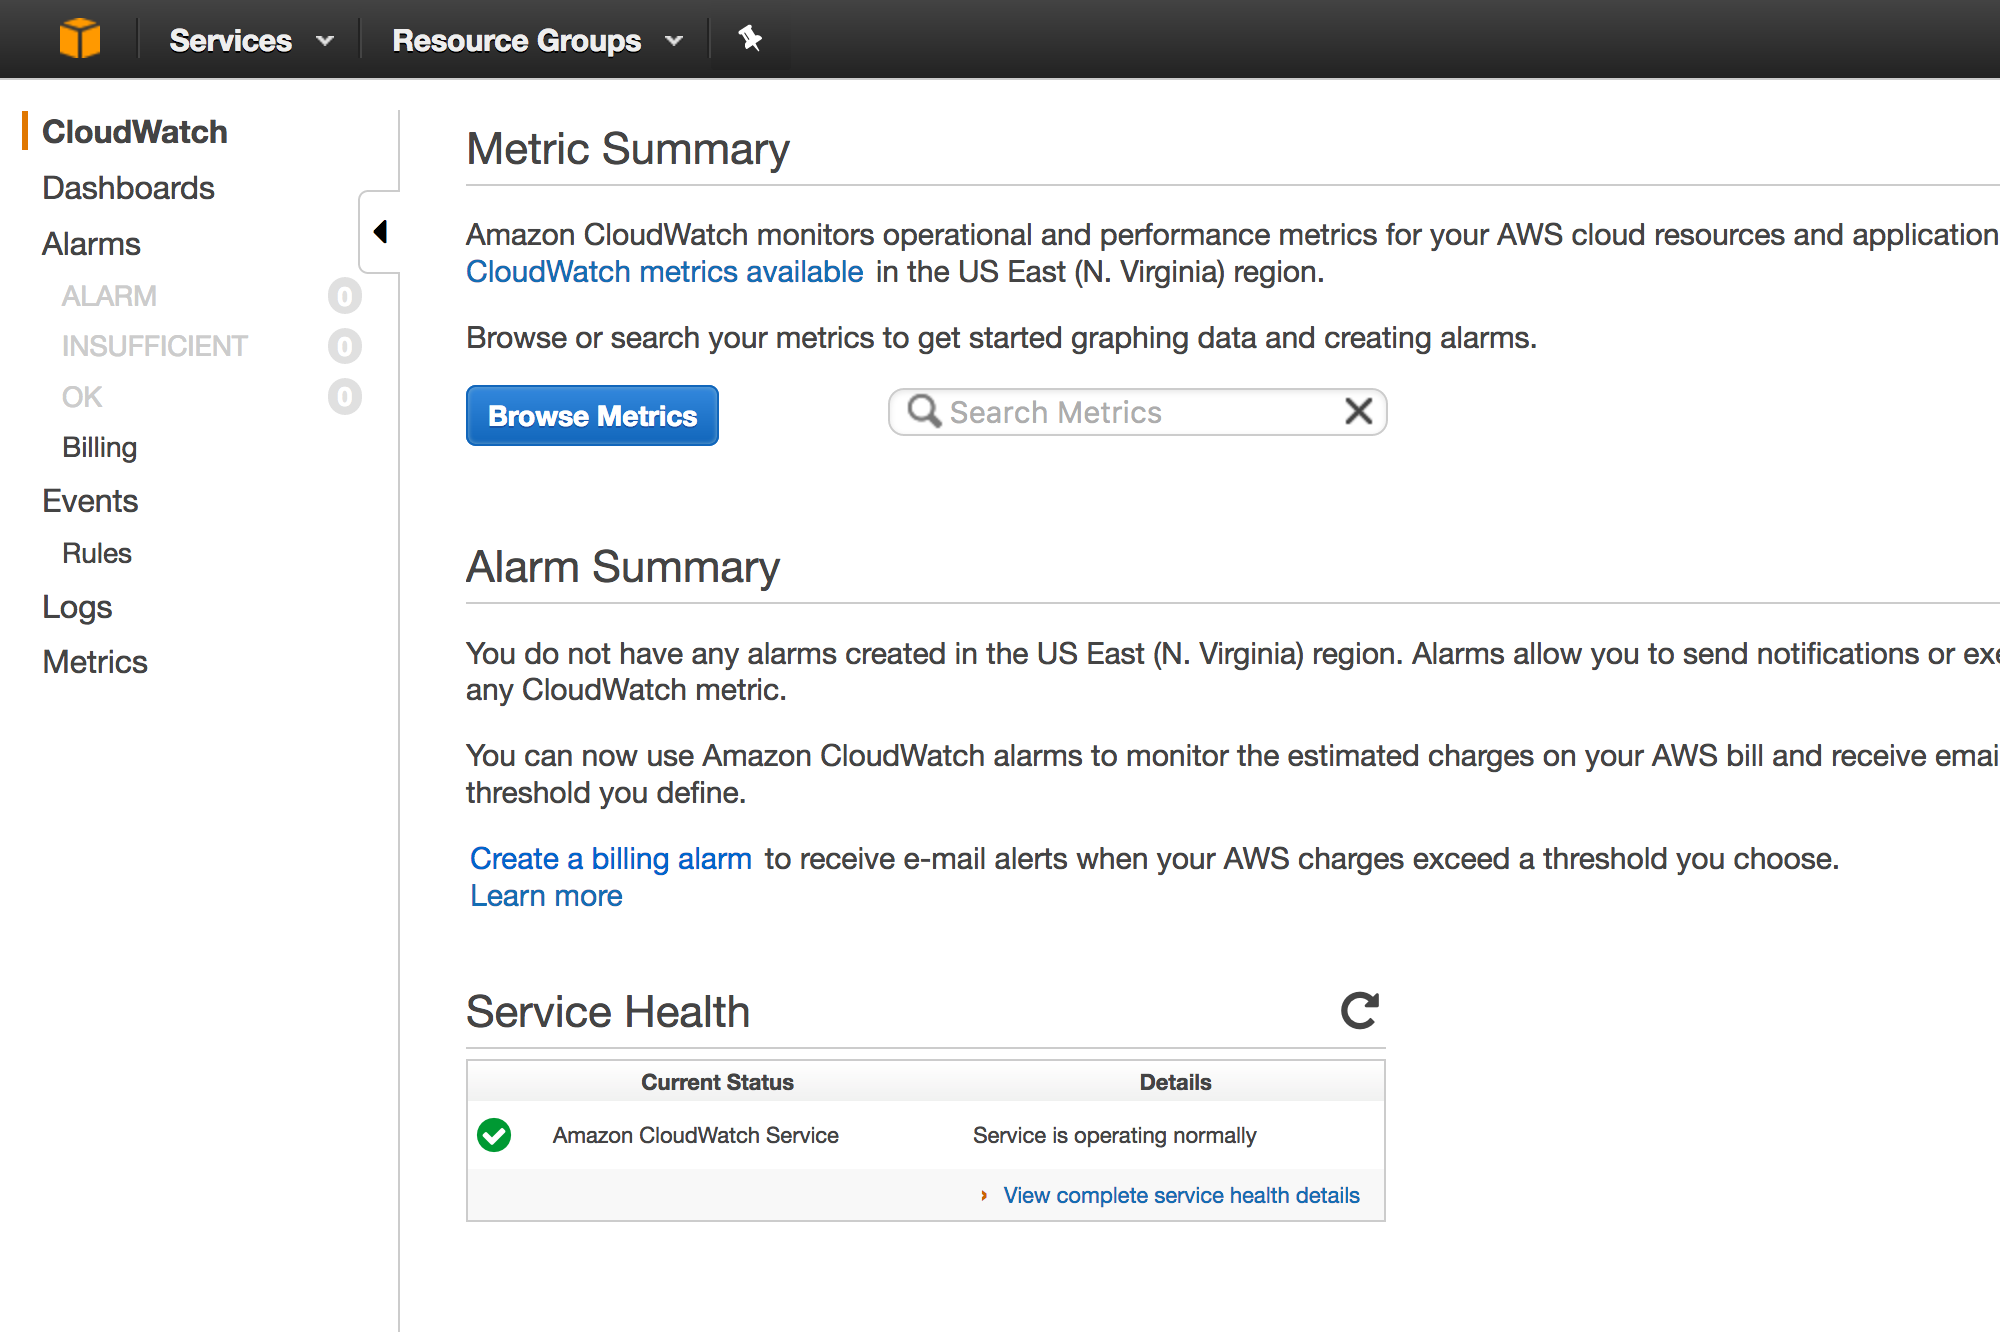 Services
Resource Groups
CloudWatch
Dashboards
Alarms
ALARM 0
INSUFFICIENT 0
OK 0
Billing
Events
Rules
Logs
Metrics
Metric Summary
Amazon CloudWatch monitors operational and performance metrics for your AWS cloud resources and application
CloudWatch metrics available in the US East (N. Virginia) region.
Browse or search your metrics to get started graphing data and creating alarms.
Browse Metrics
Search Metrics
Alarm Summary
You do not have any alarms created in the US East (N. Virginia) region. Alarms allow you to send notifications or exe
any CloudWatch metric.
You can now use Amazon CloudWatch alarms to monitor the estimated charges on your AWS bill and receive emai
threshold you define.
Create a billing alarm to receive e-mail alerts when your AWS charges exceed a threshold you choose.
Learn more
Service Health
Current Status Details
Amazon CloudWatch Service Service is operating normally
View complete service health details